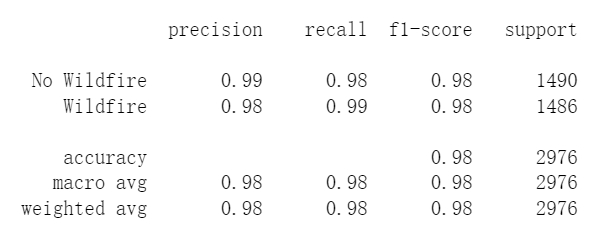 precision recall f1-score support
No Wildfire 0.99 0.98 0.98 1490
Wildfire 0.98 0.99 0.98 1486
accuracy 0.98 2976
macro avg 0.98 0.98 0.98 2976
weighted avg 0.98 0.98 0.98 2976